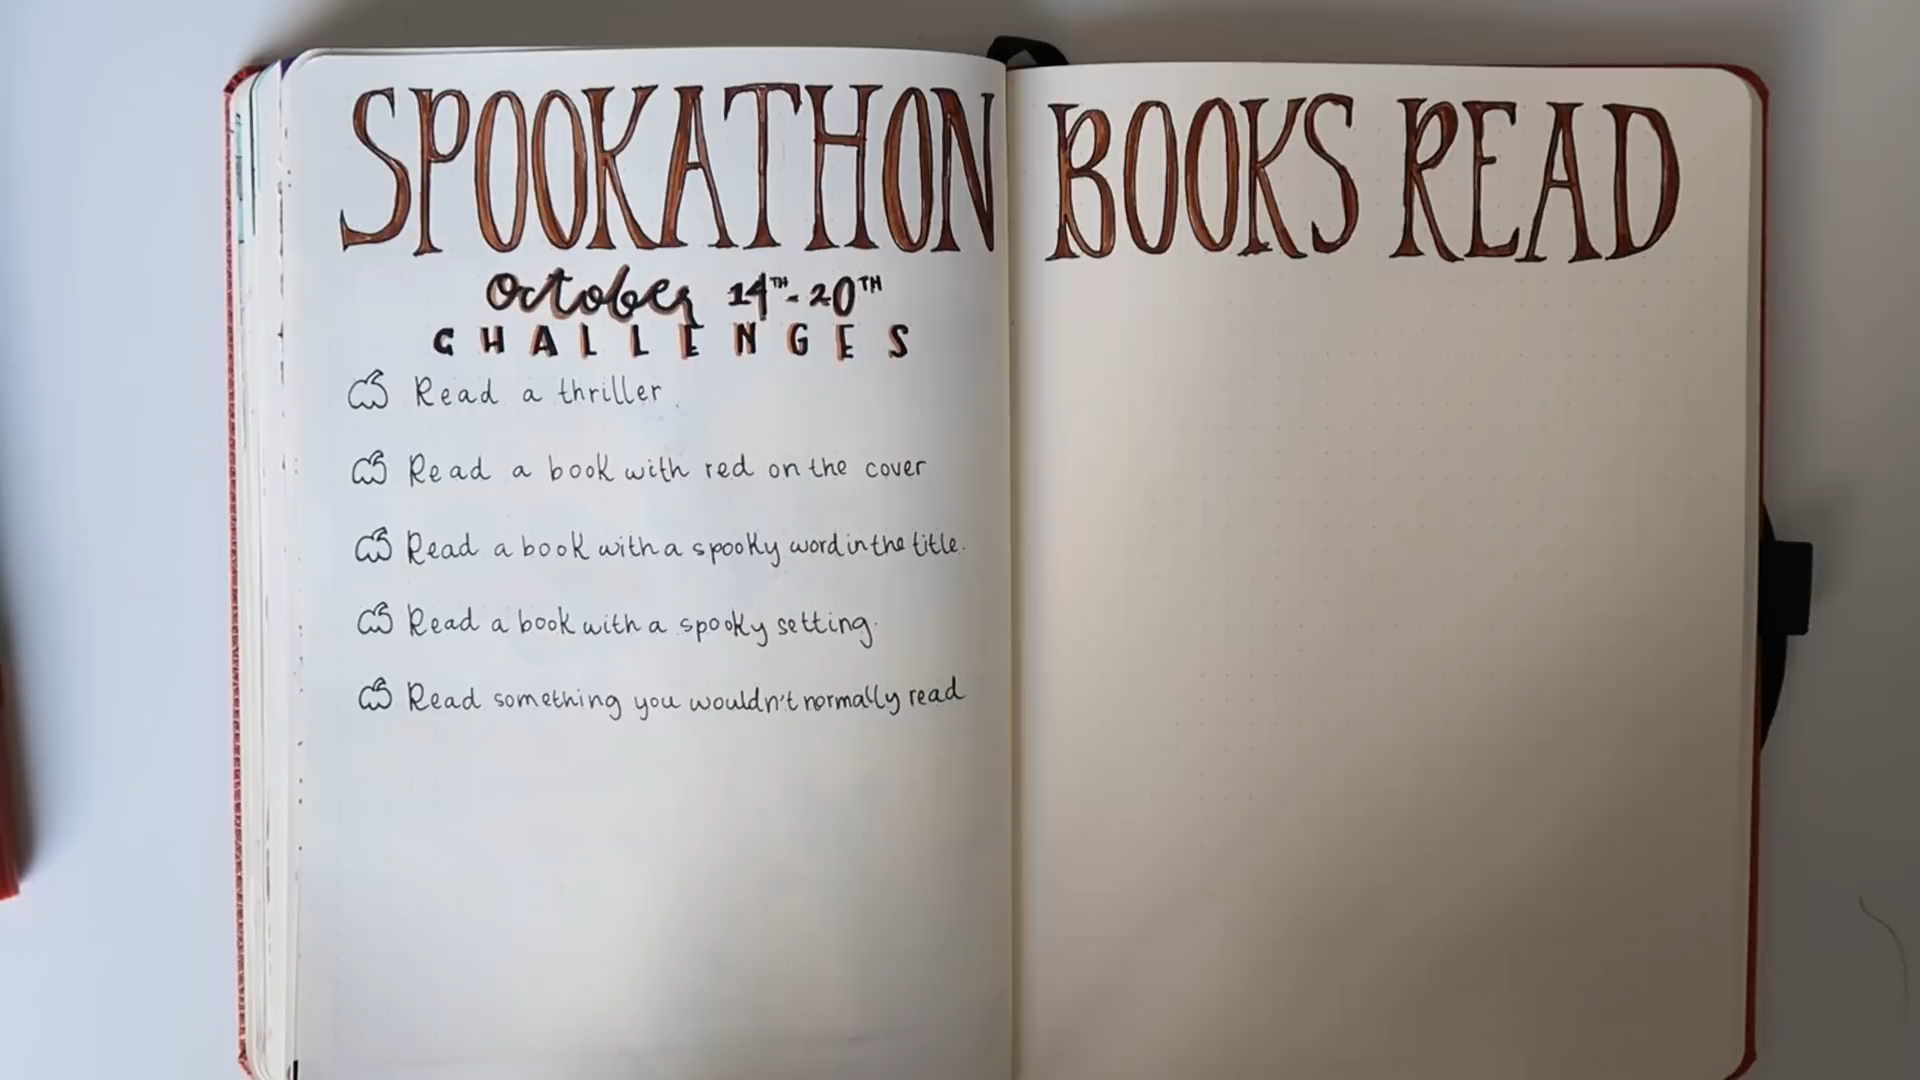 SPOOKATHON
October 14TH-20TH
CHALLENGES
Read a thriller.
Read a book with red on the cover
Read a book with a spooky word in the title.
Read a book with a spooky setting.
Read something you wouldn't normally read
BOOKS READ